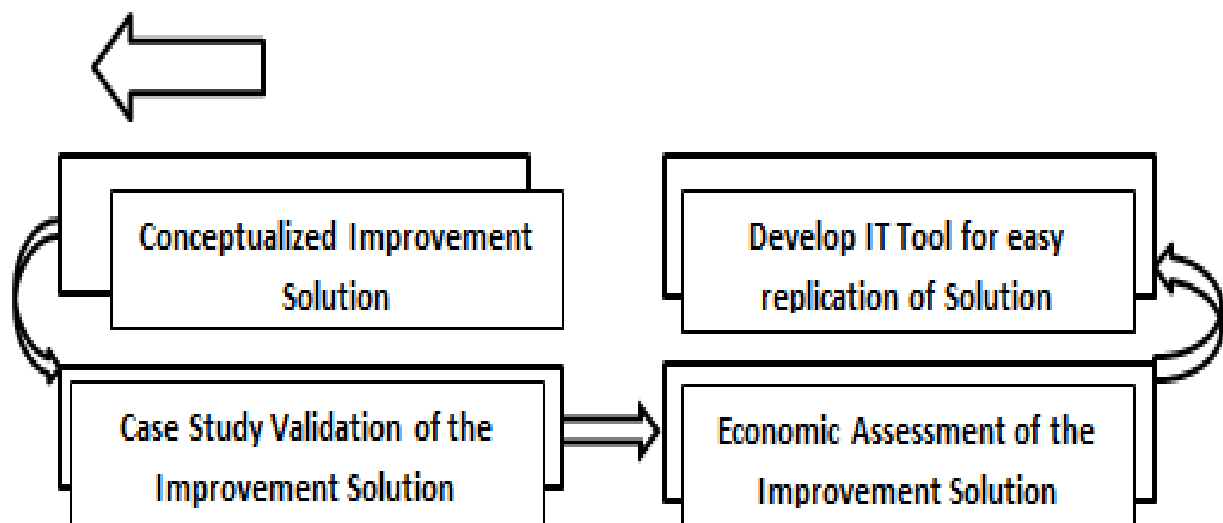 Conceptualized Improvement
Solution
Develop IT Tool for easy
replication of Solution
Case Study Validation of the
Improvement Solution
Economic Assessment of the
Improvement Solution